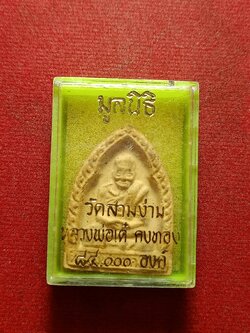 มูลนิธิ
วัดสามง่าม
หลวงพ่อเต๋ คงทอง
๘๔,๐๐๐ องค์